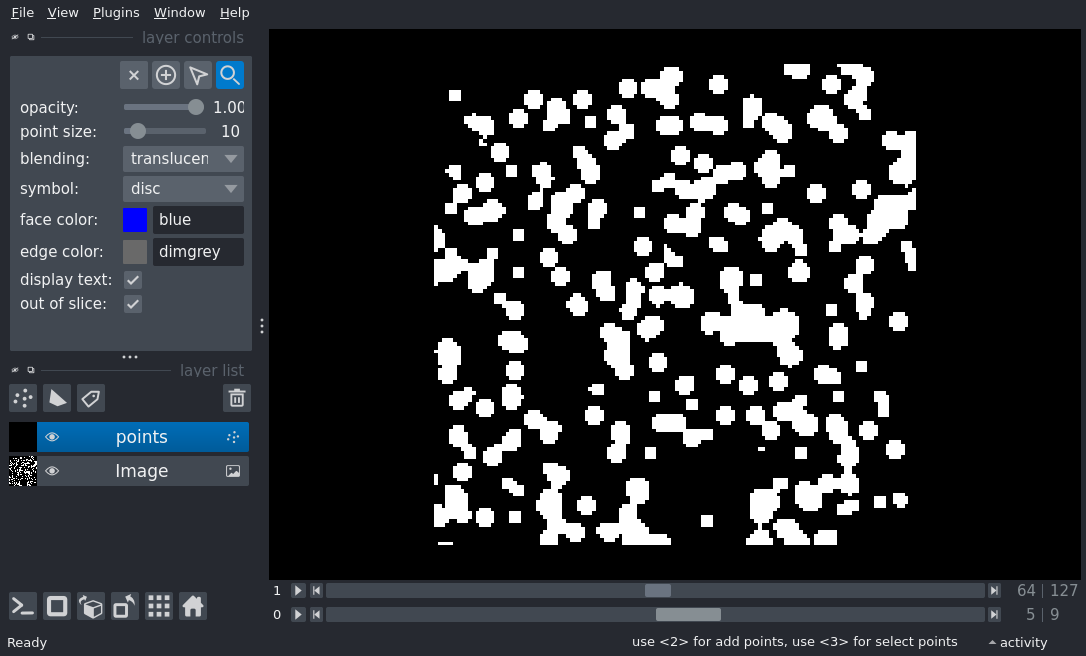 File View Plugins Window Help
layer controls
opacity: 1.00
point size: 10
blending: translucen
symbol: disc
face color: blue
edge color: dimgrey
display text:
out of slice:
layer list
points
Image
1 64 | 127
0 5 | 9
Ready use <2> for add points, use <3> for select points activity